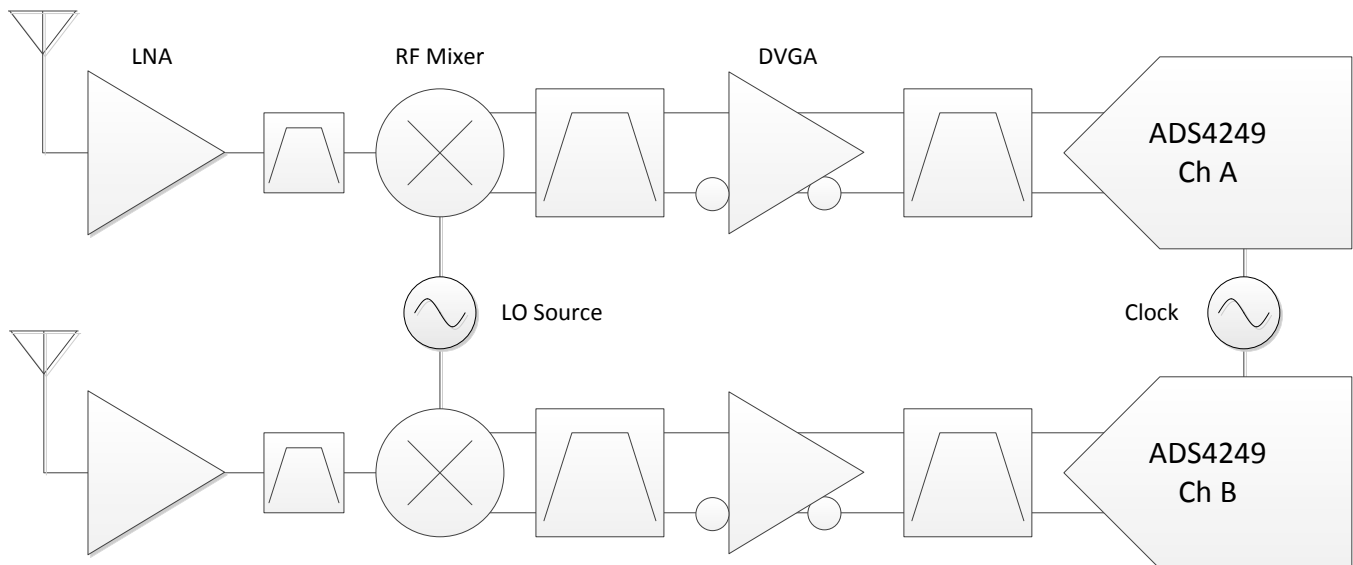 LNA
RF Mixer
DVGA
ADS4249
Ch A
LO Source
Clock
ADS4249
Ch B